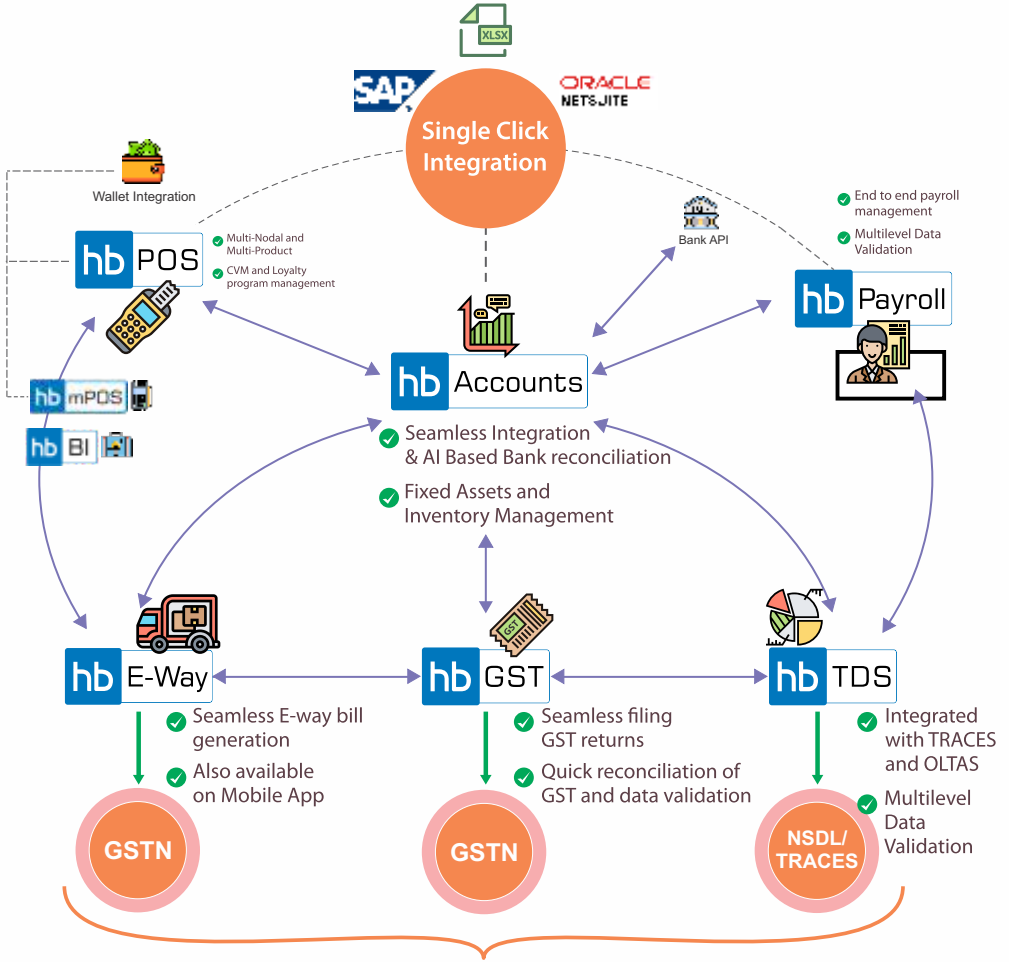 XLSX
SAP
ORACLE
NETSUITE
Single Click
Integration
Wallet Integration
hb POS
Multi-Nodal and
Multi-Product
CVM and Loyalty
program management
Bank API
End to end payroll
management
Multilevel Data
Validation
hb Payroll
hb mPOS
hb BI
hb Accounts
Seamless Integration
& AI Based Bank reconciliation
Fixed Assets and
Inventory Management
hb E-Way
Seamless E-way bill
generation
Also available
on Mobile App
GSTN
GST
hb GST
Seamless filing
GST returns
Quick reconciliation of
GST and data validation
GSTN
hb TDS
Integrated
with TRACES
and OLTAS
Multilevel
Data
Validation
NSDL/
TRACES